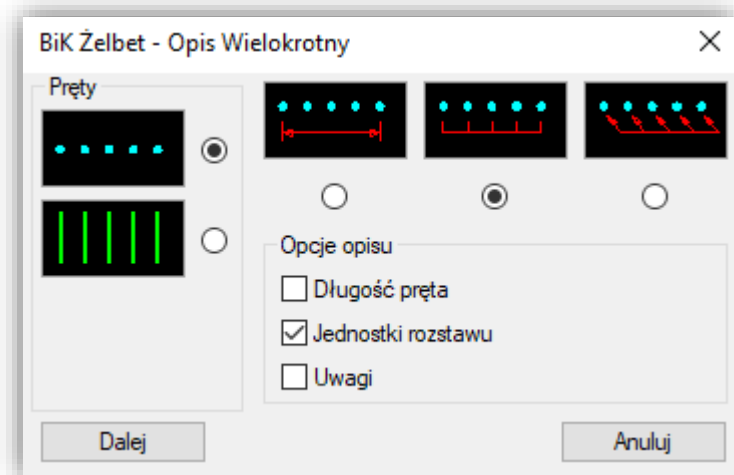 BiK Żelbet - Opis Wielokrotny
Pręty
Opcje opisu
Długość pręta
Jednostki rozstawu
Uwagi
Dalej
Anuluj